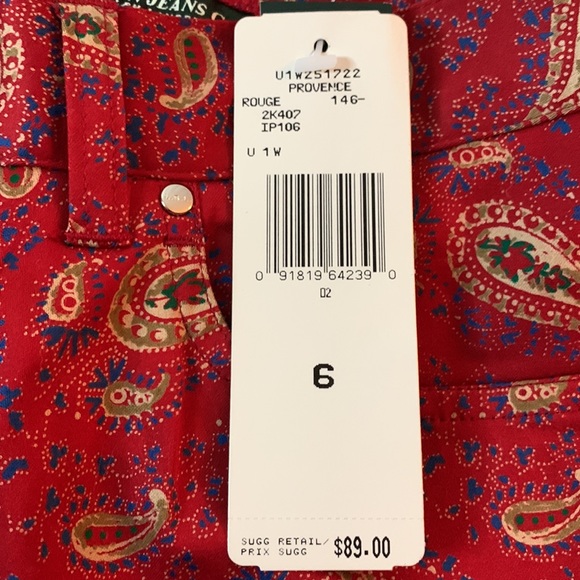 JEANS C
U1WZ51722
PROVENCE
ROUGE 146-
2K407
IP106
U 1W
0 91819 64239 0
02
6
SUGG RETAIL/
PRIX SUGG $89.00